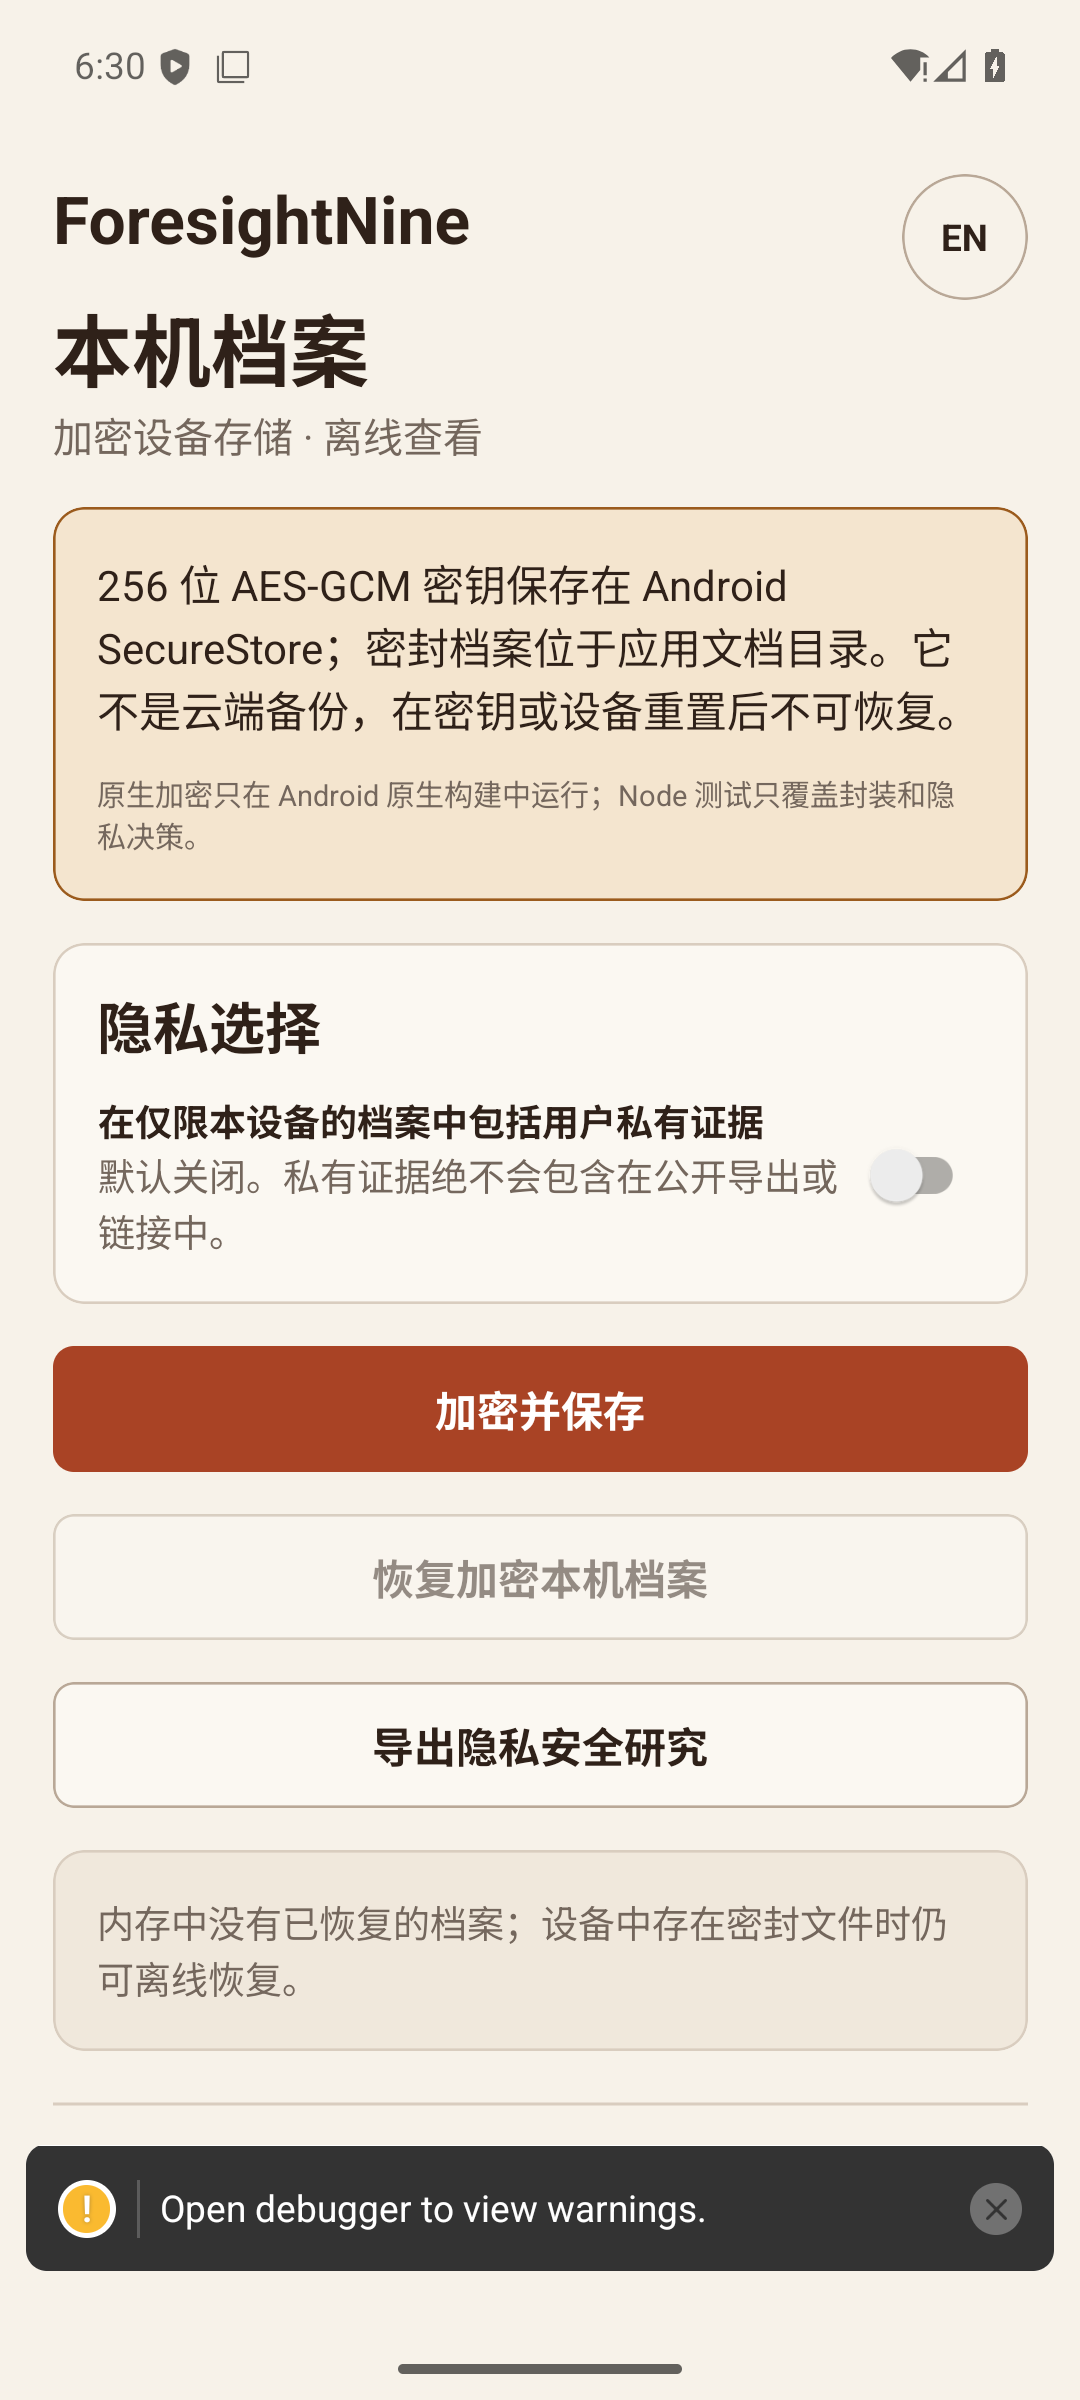 6:30
ForesightNine
EN
本机档案
加密设备存储 · 离线查看
256 位 AES-GCM 密钥保存在 Android
SecureStore；密封档案位于应用文档目录。它
不是云端备份，在密钥或设备重置后不可恢复。
原生加密只在 Android 原生构建中运行；Node 测试只覆盖封装和隐
私决策。
隐私选择
在仅限本设备的档案中包括用户私有证据
默认关闭。私有证据绝不会包含在公开导出或
链接中。
加密并保存
恢复加密本机档案
导出隐私安全研究
内存中没有已恢复的档案；设备中存在密封文件时仍
可离线恢复。
Open debugger to view warnings.